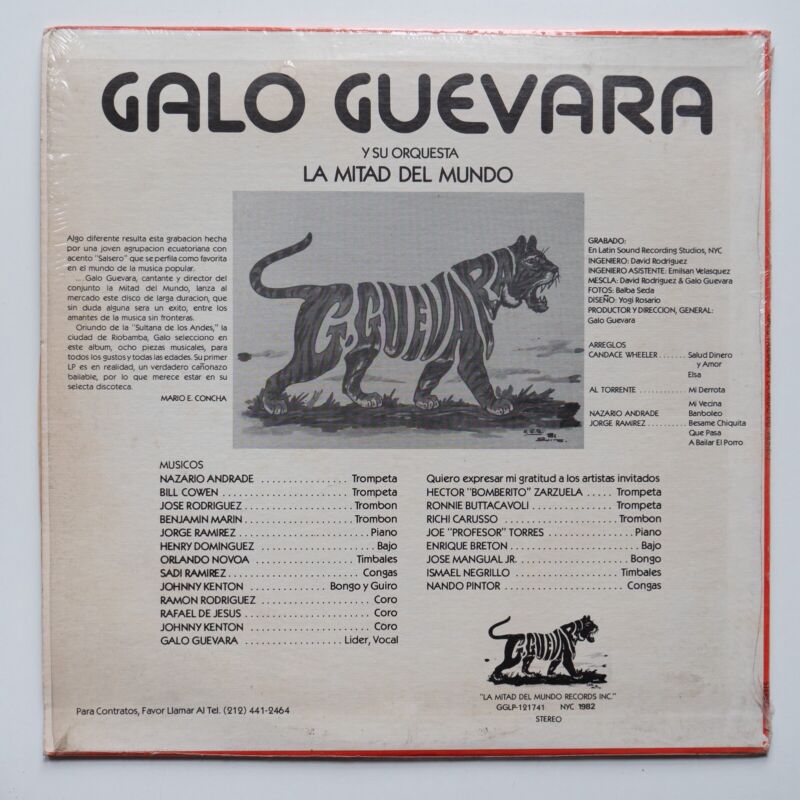 GALO GUEVARA
Y SU ORQUESTA
LA MITAD DEL MUNDO
Algo diferente resulta esta grabacion hecha
por una joven agrupacion ecuatoriana con
acento "Salsero" que se perfila como favorita
en el mundo de la musica popular.
... Galo Guevara, cantante y director del
conjunto la Mitad del Mundo, lanza al
mercado este disco de larga duracion, que
sin duda alguna sera un exito, entre los
amantes de la musica sin fronteras.
Oriundo de la "Sultana de los Andes," la
ciudad de Riobamba, Galo selecciono en
este album, ocho piezas musicales, para
todos los gustos y todas las edades. Su primer
LP es en realidad, un verdadero cañonazo
bailable, por lo que merece estar en su
selecta discoteca.
MARIO E. CONCHA
G. GUEVARA
GRABADO:
En Latin Sound Recording Studios, NYC
INGENIERO: David Rodriguez
INGENIERO ASISTENTE: Emilsan Velasquez
MESCLA: David Rodriguez & Galo Guevara
FOTOS: Balba Seda
DISEÑO: Yogi Rosario
PRODUCTOR Y DIRECCION, GENERAL:
Galo Guevara
ARREGLOS
CANDACE WHEELER ....... Salud Dinero
y Amor
Elsa
AL TORRENTE ............ Mi Derrota
Mi Vecina
NAZARIO ANDRADE Banboleo
JORGE RAMIREZ ......... Besame Chiquita
Que Pasa
A Bailar El Porro
MUSICOS
NAZARIO ANDRADE .................. Trompeta
BILL COWEN ........................ Trompeta
JOSE RODRIGUEZ .................... Trombon
BENJAMIN MARIN .................... Trombon
JORGE RAMIREZ ..................... Piano
HENRY DOMINGUEZ ................... Bajo
ORLANDO NOVOA .................... Timbales
SADI RAMIREZ ...................... Congas
JOHNNY KENTON ............ Bongo y Guiro
RAMON RODRIGUEZ ................... Coro
RAFAEL DE JESUS .................... Coro
JOHNNY KENTON ..................... Coro
GALO GUEVARA .............. Lider, Vocal
Quiero expresar mi gratitud a los artistas invitados
HECTOR "BOMBERITO" ZARZUELA ..... Trompeta
RONNIE BUTTACAVOLI ............... Trompeta
RICHI CARUSSO ..................... Trombon
JOE "PROFESOR" TORRES .............. Piano
ENRIQUE BRETON ..................... Bajo
JOSE MANGUAL JR. ................... Bongo
ISMAEL NEGRILLO .................. Timbales
NANDO PINTOR ...................... Congas
G. GUEVARA
"LA MITAD DEL MUNDO RECORDS INC."
GGLP-121741 NYC 1982
STEREO
Para Contratos, Favor Llamar Al Tel. (212) 441-2464